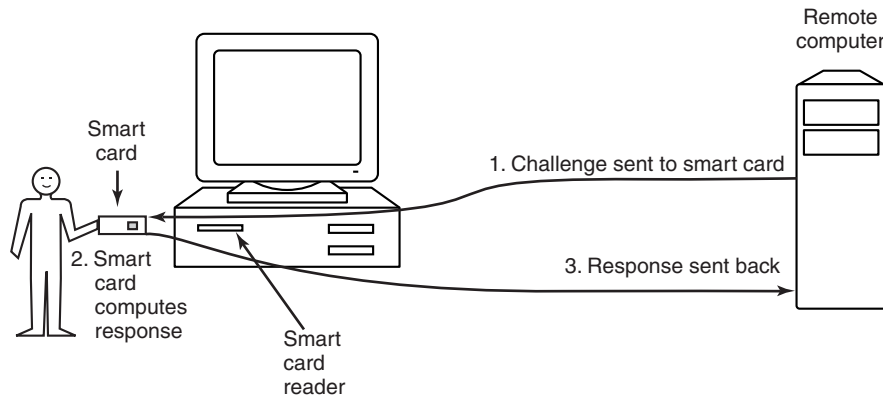 Remote
computer
Smart
card
1. Challenge sent to smart card
2. Smart
card
computes
response
3. Response sent back
Smart
card
reader